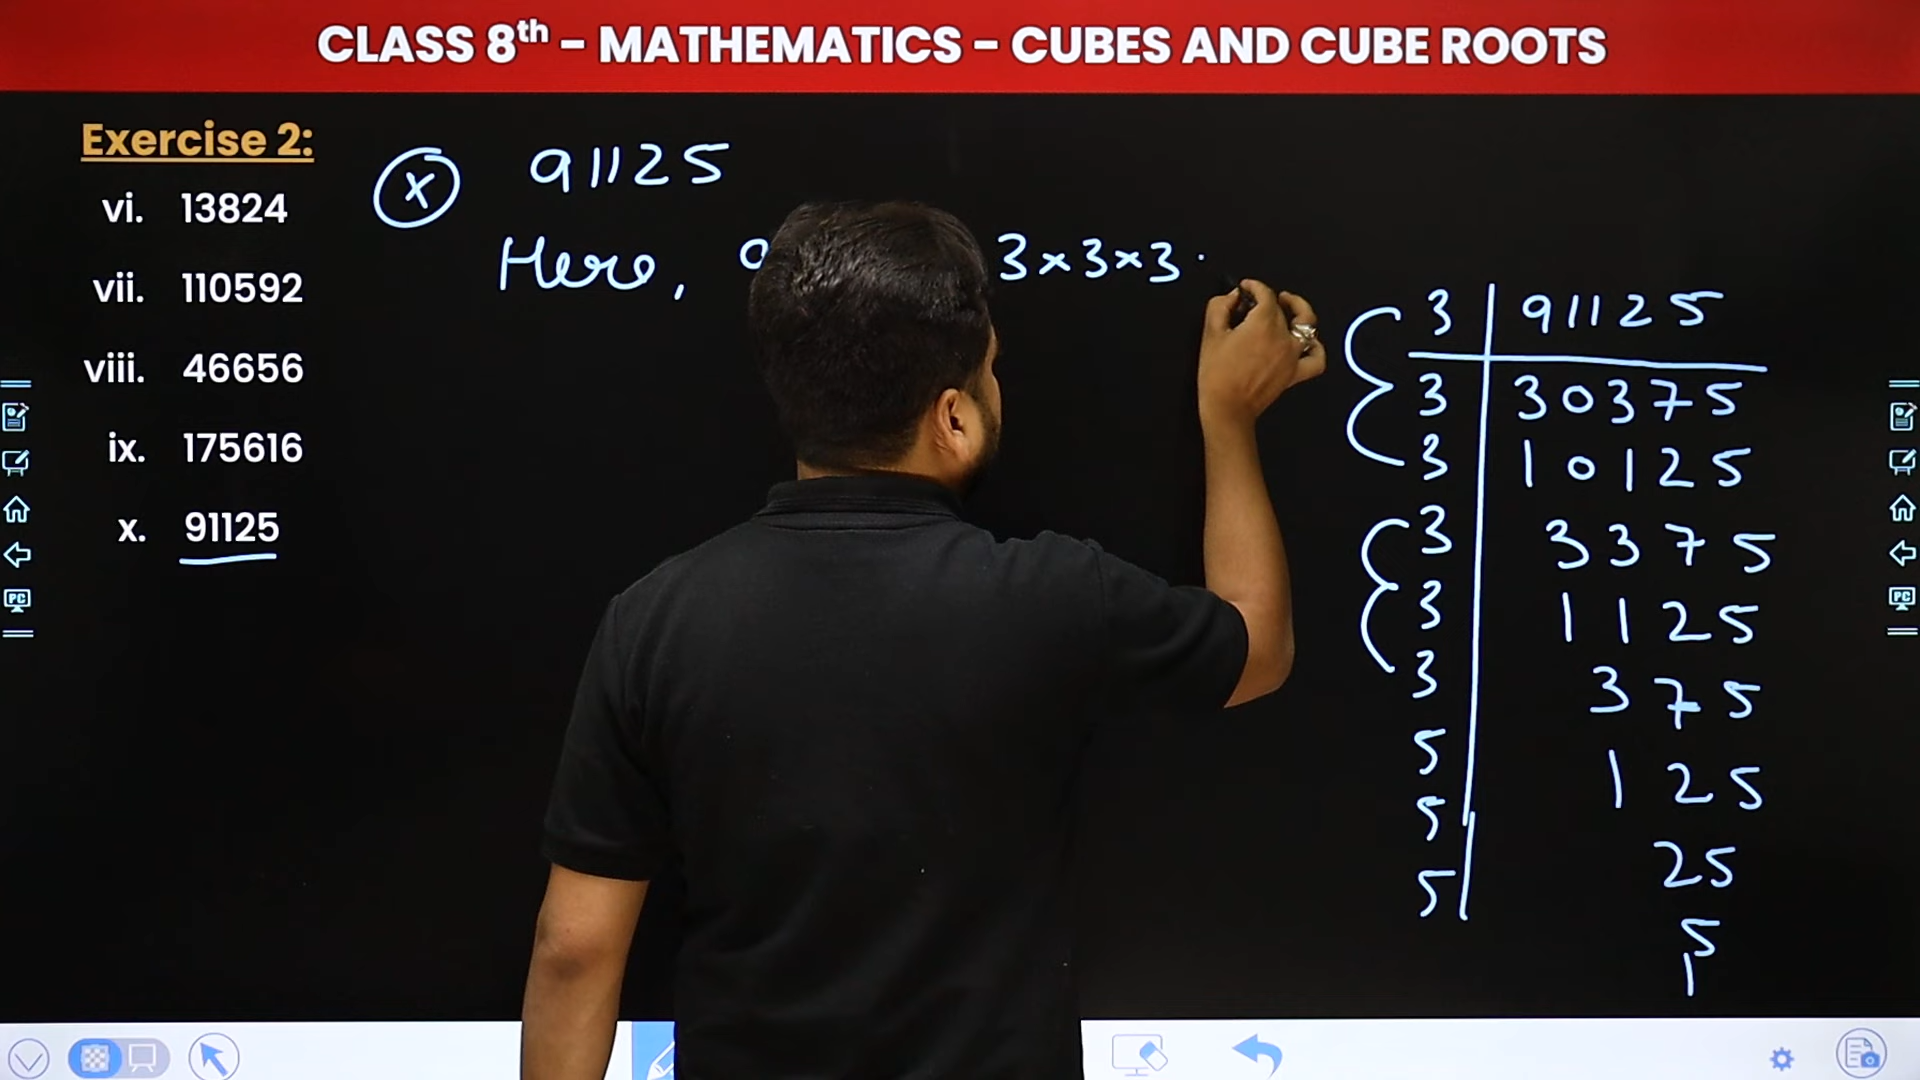 CLASS 8th - MATHEMATICS - CUBES AND CUBE ROOTS
Exercise 2:
vi. 13824
vii. 110592
viii. 46656
ix. 175616
x. 91125
x 91125
Here, 3×3×3
3 91125
3 30375
3 10125
3 3375
3 1125
3 375
5 125
5 25
5 5
1
PC
PC